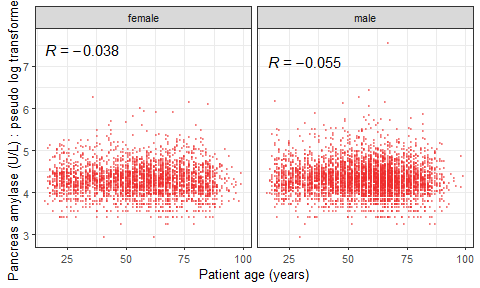 female
male
R = −0.038
R = −0.055
Pancreas amylase (U/L) : pseudo log transforme
7
6
5
4
3
25
50
75
100
25
50
75
100
Patient age (years)